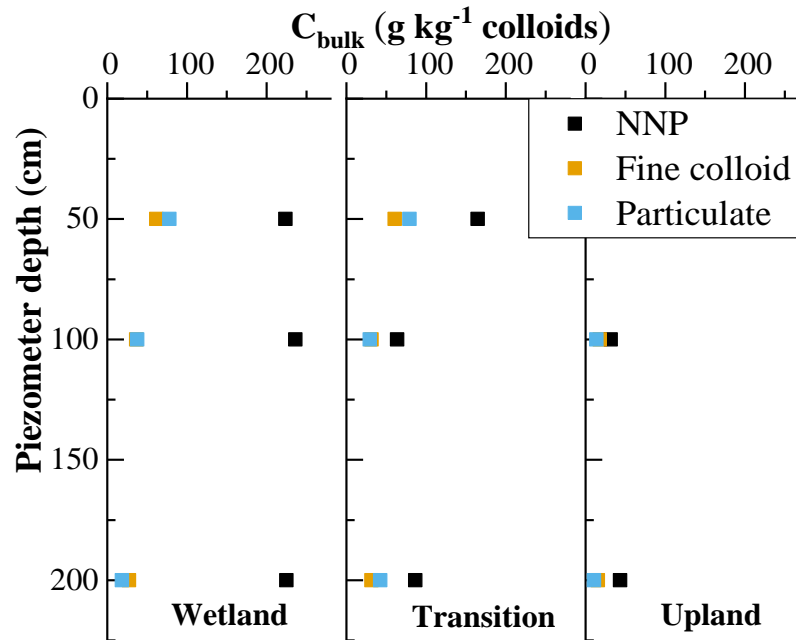 C_bulk (g kg⁻¹ colloids)
0 100 200 0 100 200 0 100 200
Piezometer depth (cm)
0
50
100
150
200
NNP
Fine colloid
Particulate
Wetland
Transition
Upland